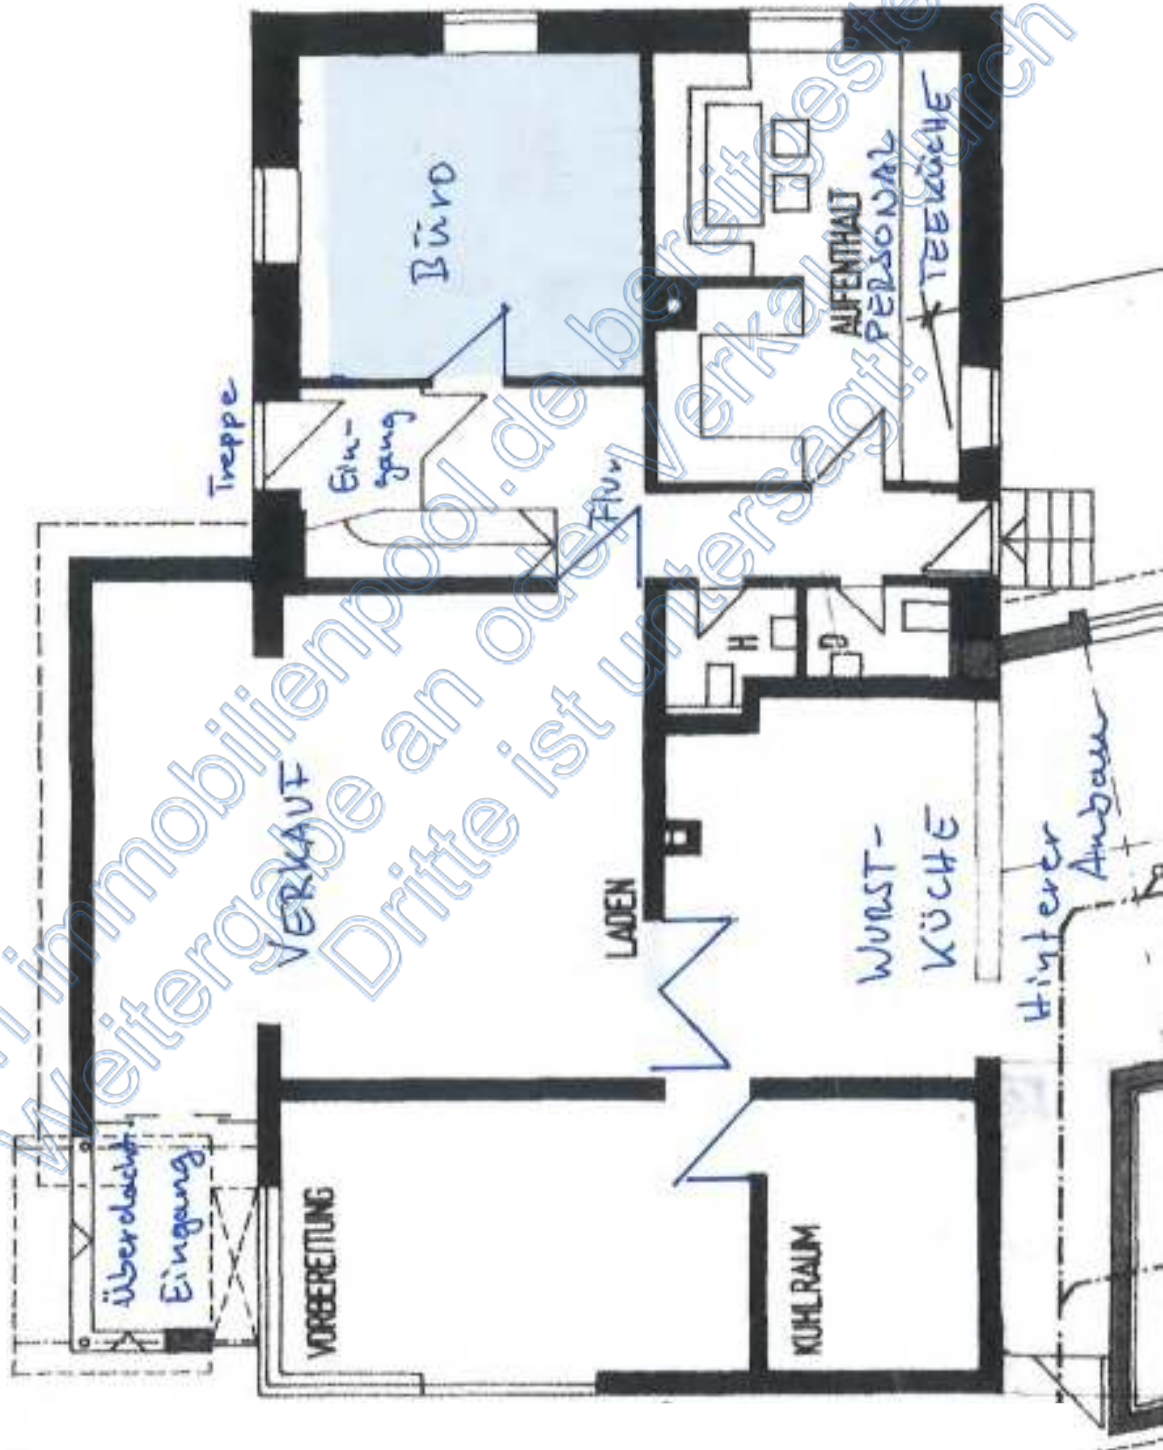 Büro
AUFENTHALT
PERSONAL
TEEKÜCHE
Treppe
Ein-
gang
Flur
H
D
VERKAUF
LADEN
WURST-
KÜCHE
Hinterer
Anbau
Überdacht
Eingang
VORBEREITUNG
KÜHLRAUM
immobilienpool.de bereitgeste
Weitergabe an oder Verkauf durch
Dritte ist untersagt!